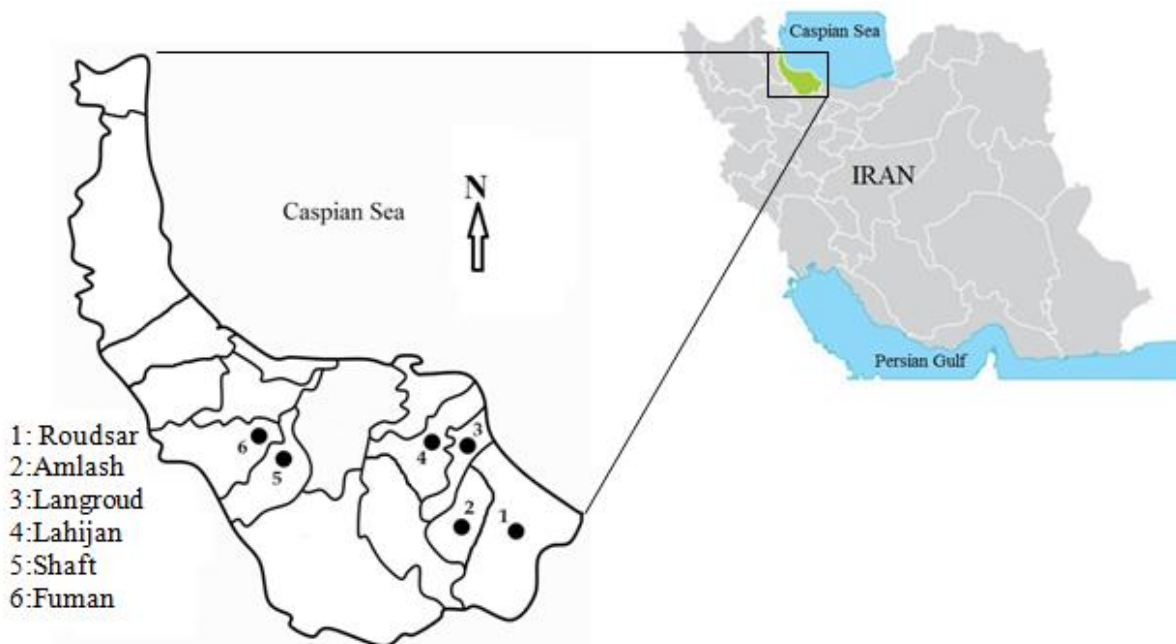 Caspian Sea
IRAN
Persian Gulf
Caspian Sea
N
1: Roudsar
2:Amlash
3:Langroud
4:Lahijan
5:Shaft
6:Fuman
6
5
4
3
2
1